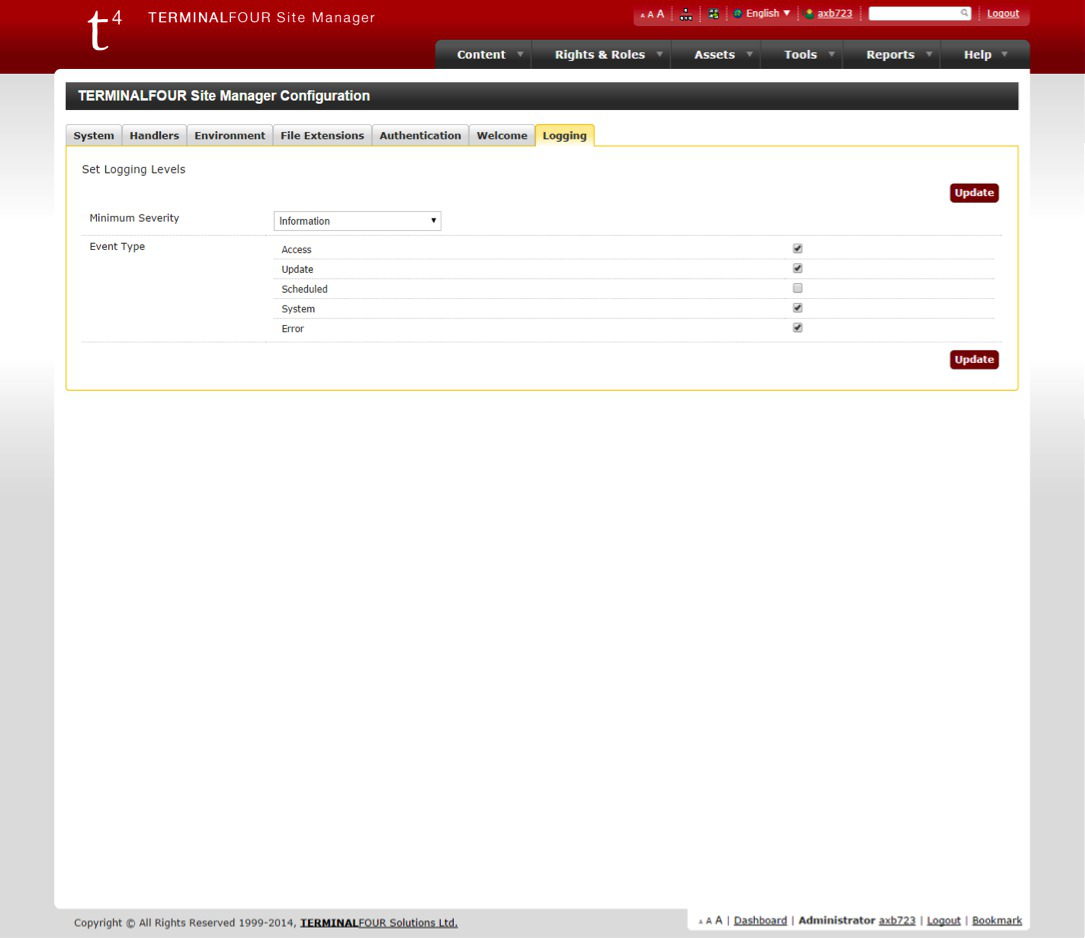 t4 TERMINALFOUR Site Manager
A A A English ▼ axb723 Logout
Content Rights & Roles Assets Tools Reports Help
TERMINALFOUR Site Manager Configuration
System Handlers Environment File Extensions Authentication Welcome Logging
Set Logging Levels
Update
Minimum Severity Information
Event Type Access
Update
Scheduled
System
Error
Update
Copyright © All Rights Reserved 1999-2014, TERMINALFOUR Solutions Ltd.
A A A | Dashboard | Administrator axb723 | Logout | Bookmark